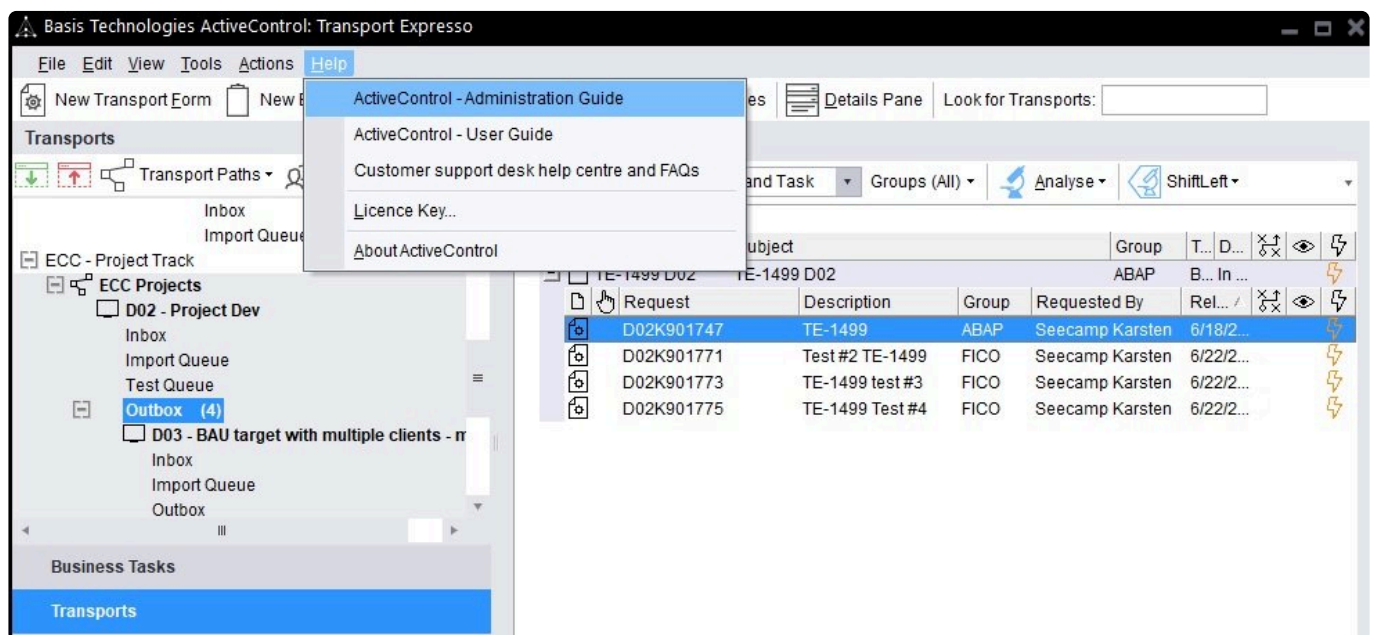 Basis Technologies ActiveControl: Transport Expresso
File Edit View Tools Actions Help
New Transport Form New es Details Pane Look for Transports:
ActiveControl - Administration Guide
ActiveControl - User Guide
Customer support desk help centre and FAQs
Licence Key...
About ActiveControl
Transports
Transport Paths and Task Groups (All) Analyse ShiftLeft
Inbox
Import Queue
ubject Group T... D...
ECC - Project Track
TE-1499 D02 TE-1499 D02 ABAP B... In ...
ECC Projects
Request Description Group Requested By Rel...
D02 - Project Dev
D02K901747 TE-1499 ABAP Seecamp Karsten 6/18/2...
Inbox
D02K901771 Test #2 TE-1499 FICO Seecamp Karsten 6/22/2...
Import Queue
D02K901773 TE-1499 test #3 FICO Seecamp Karsten 6/22/2...
Test Queue
D02K901775 TE-1499 Test #4 FICO Seecamp Karsten 6/22/2...
Outbox (4)
D03 - BAU target with multiple clients - m
Inbox
Import Queue
Outbox
Business Tasks
Transports